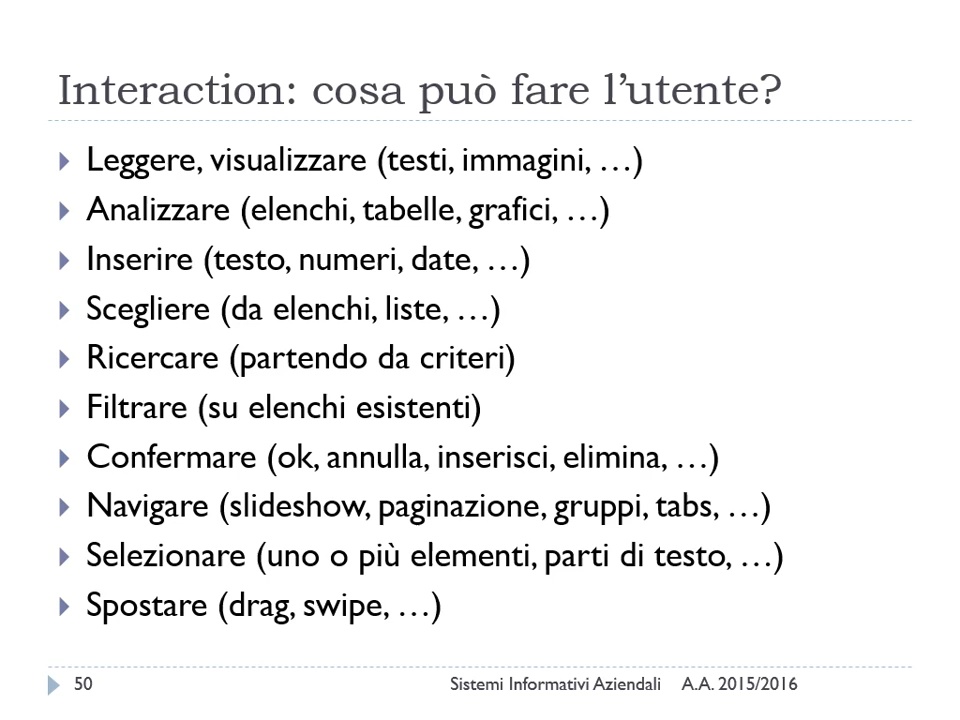 Interaction: cosa può fare l’utente?
Leggere, visualizzare (testi, immagini, …)
Analizzare (elenchi, tabelle, grafici, …)
Inserire (testo, numeri, date, …)
Scegliere (da elenchi, liste, …)
Ricercare (partendo da criteri)
Filtrare (su elenchi esistenti)
Confermare (ok, annulla, inserisci, elimina, …)
Navigare (slideshow, paginazione, gruppi, tabs, …)
Selezionare (uno o più elementi, parti di testo, …)
Spostare (drag, swipe, …)
50 Sistemi Informativi Aziendali A.A. 2015/2016